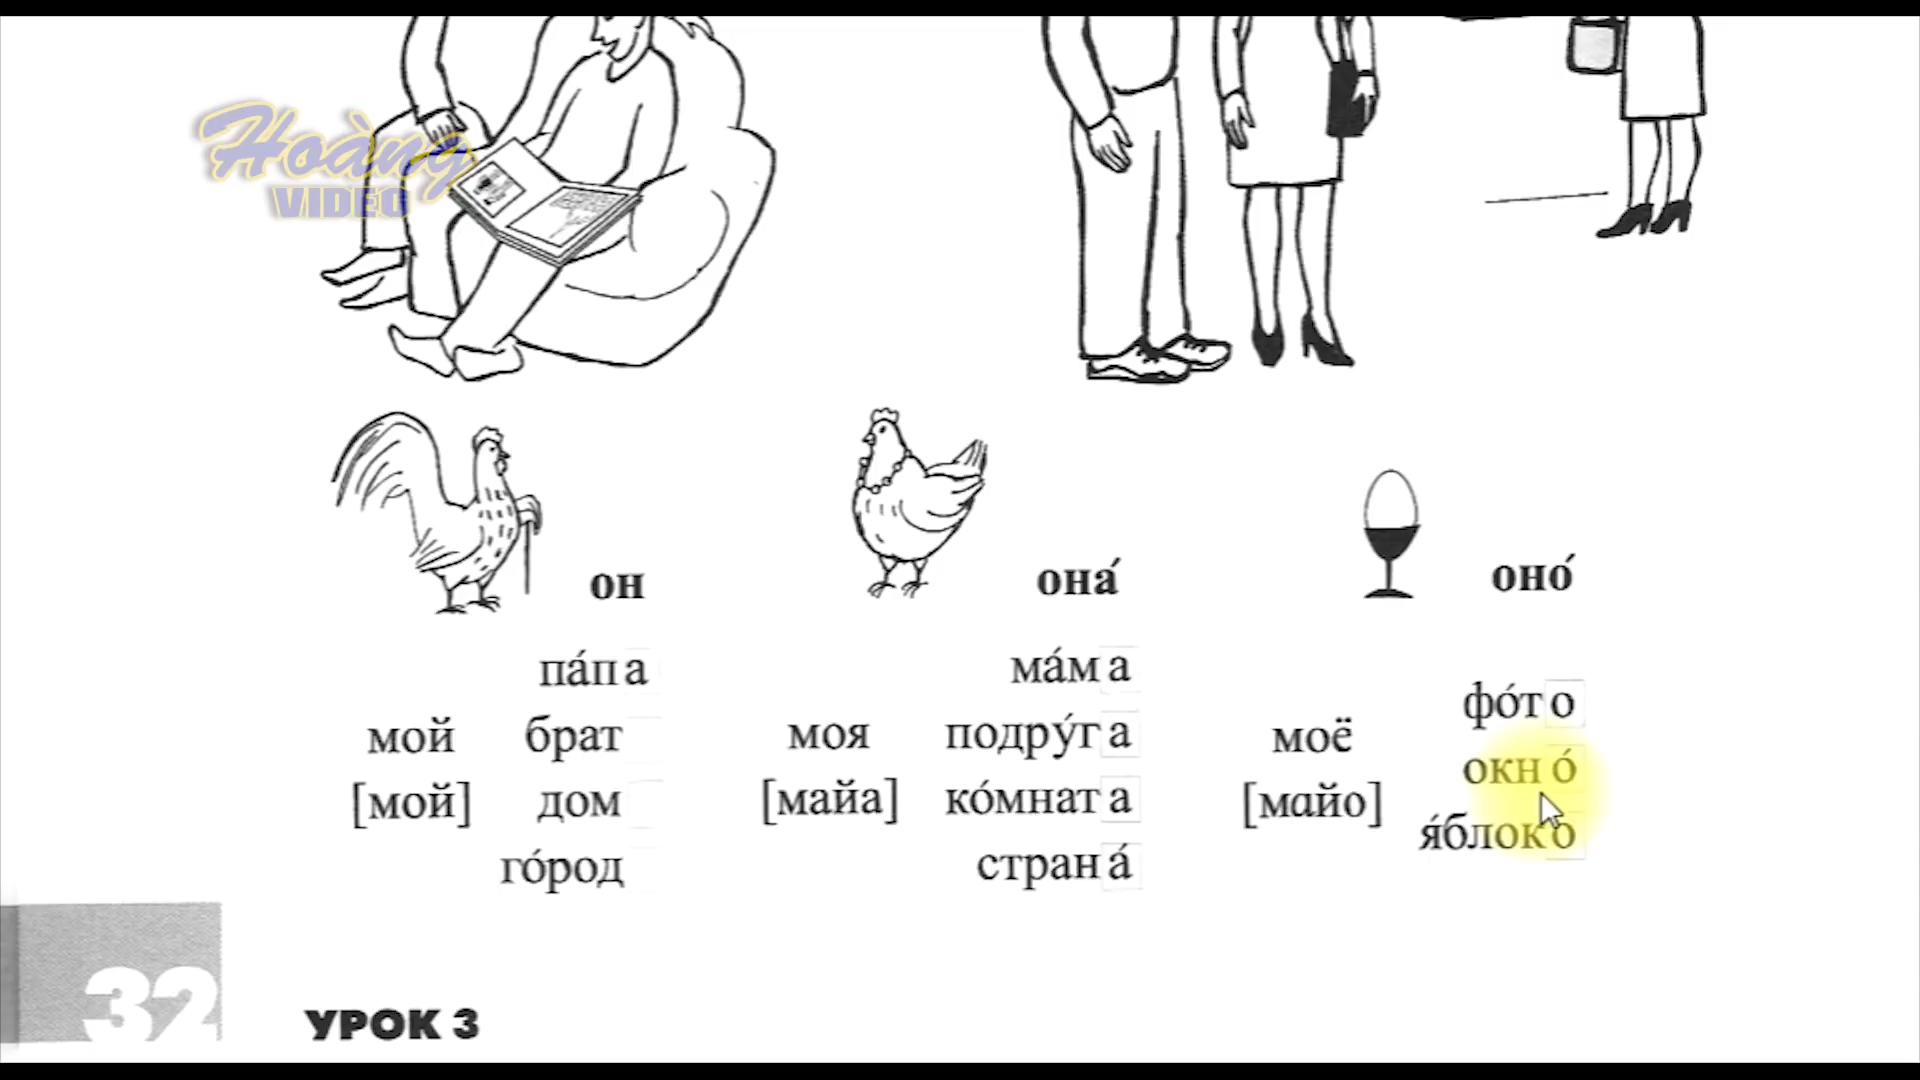 Hoàng
VIDEO
он
па́па
мой брат
[мой] дом
го́род
она́
ма́ма
моя подру́га
[майа] ко́мната
страна́
оно́
фо́то
моё окно́
[майо] я́блоко
32
УРОК 3